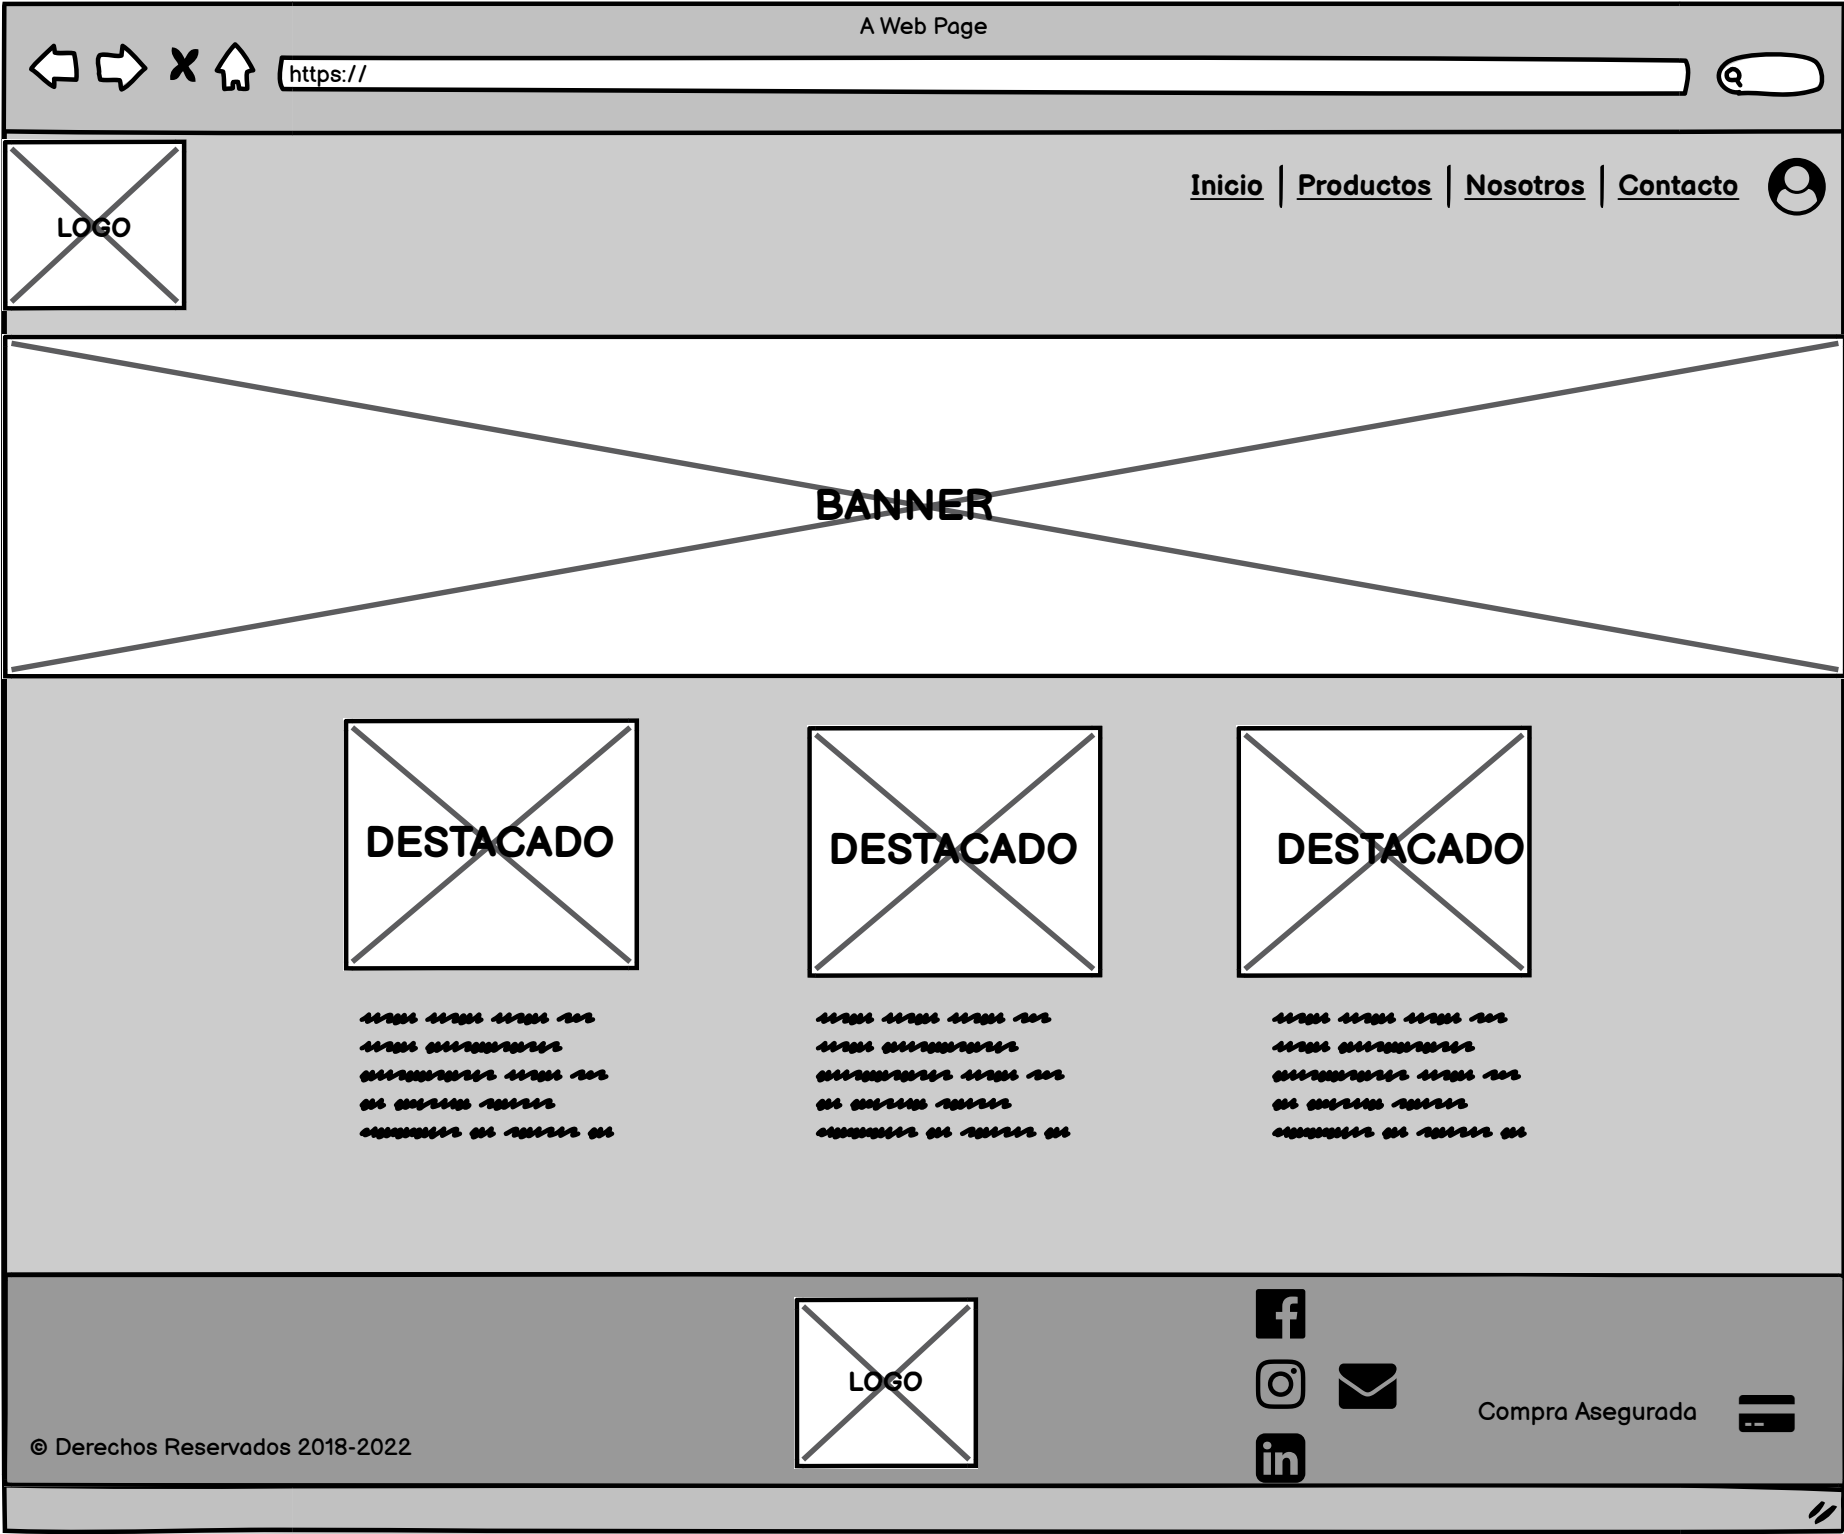 A Web Page
https://
Inicio Productos Nosotros Contacto
LOGO
BANNER
DESTACADO DESTACADO DESTACADO
LOGO
Compra Asegurada
© Derechos Reservados 2018-2022